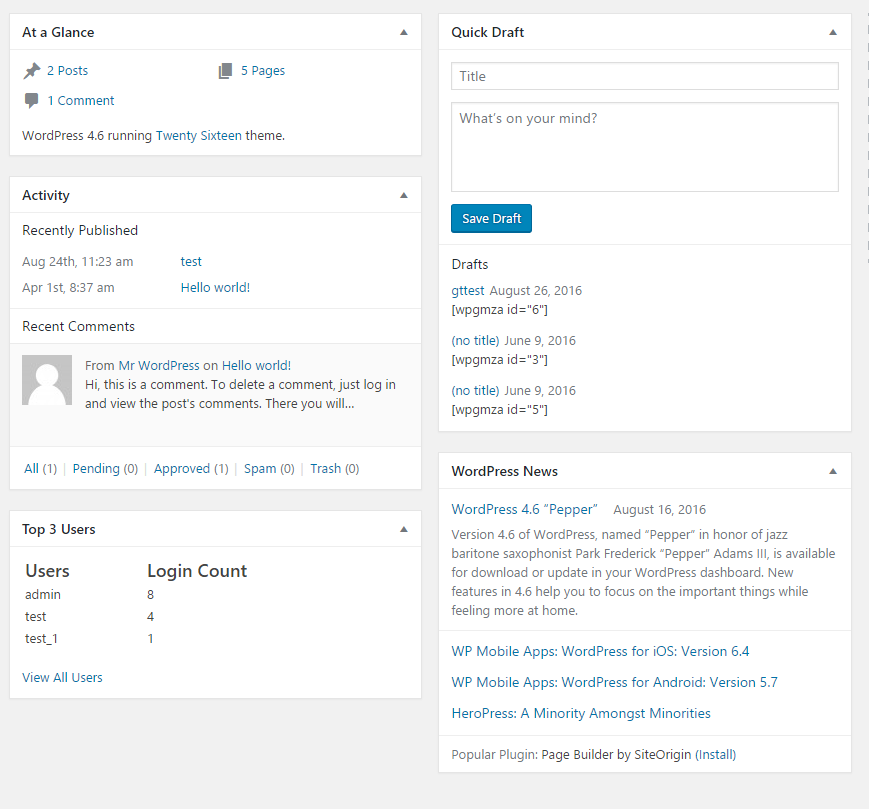 At a Glance
2 Posts
5 Pages
1 Comment
WordPress 4.6 running Twenty Sixteen theme.
Activity
Recently Published
Aug 24th, 11:23 am test
Apr 1st, 8:37 am Hello world!
Recent Comments
From Mr WordPress on Hello world!
Hi, this is a comment. To delete a comment, just log in
and view the post's comments. There you will...
All (1) | Pending (0) | Approved (1) | Spam (0) | Trash (0)
Top 3 Users
Users Login Count
admin 8
test 4
test_1 1
View All Users
Quick Draft
Title
What's on your mind?
Save Draft
Drafts
gttest August 26, 2016
[wpgmza id="6"]
(no title) June 9, 2016
[wpgmza id="3"]
(no title) June 9, 2016
[wpgmza id="5"]
WordPress News
WordPress 4.6 “Pepper” August 16, 2016
Version 4.6 of WordPress, named “Pepper” in honor of jazz
baritone saxophonist Park Frederick “Pepper” Adams III, is available
for download or update in your WordPress dashboard. New
features in 4.6 help you to focus on the important things while
feeling more at home.
WP Mobile Apps: WordPress for iOS: Version 6.4
WP Mobile Apps: WordPress for Android: Version 5.7
HeroPress: A Minority Amongst Minorities
Popular Plugin: Page Builder by SiteOrigin (Install)